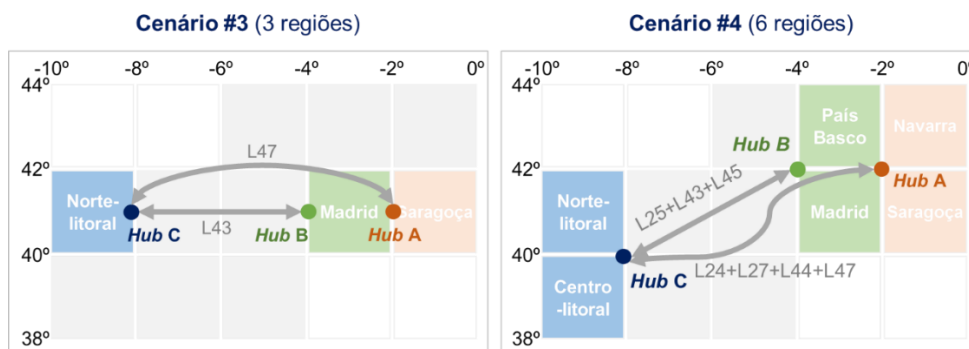 Cenário #3 (3 regiões)
-10º -8º -6º -4º -2º 0º
44º
42º
40º
38º
L47
Norte-
litoral
Madrid
Saragoça
Hub C
L43
Hub B
Hub A
Cenário #4 (6 regiões)
-10º -8º -6º -4º -2º 0º
44º
42º
40º
38º
País
Basco
Navarra
Hub B
Hub A
L25+L43+L45
Norte-
litoral
Madrid
Saragoça
L24+L27+L44+L47
Hub C
Centro
-litoral